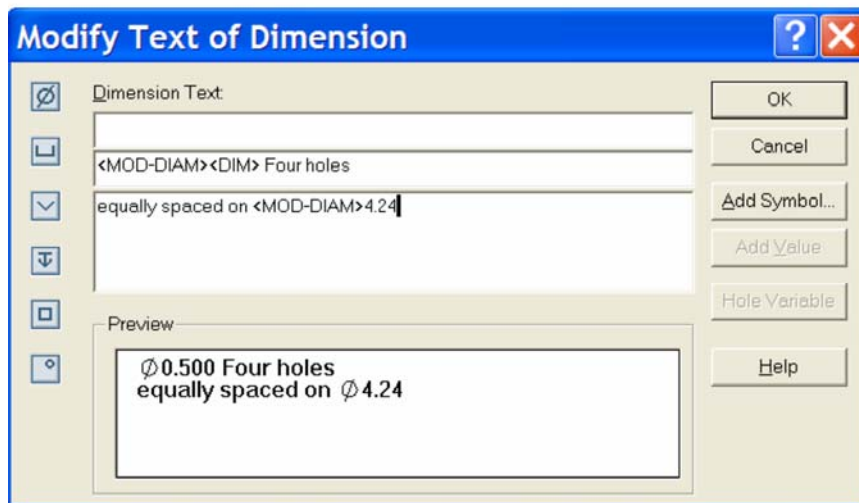 Modify Text of Dimension
Dimension Text:
<MOD-DIAM><DIM> Four holes
equally spaced on <MOD-DIAM>4.24
OK
Cancel
Add Symbol...
Add Value
Hole Variable
Help
Preview
∅0.500 Four holes
equally spaced on ∅4.24